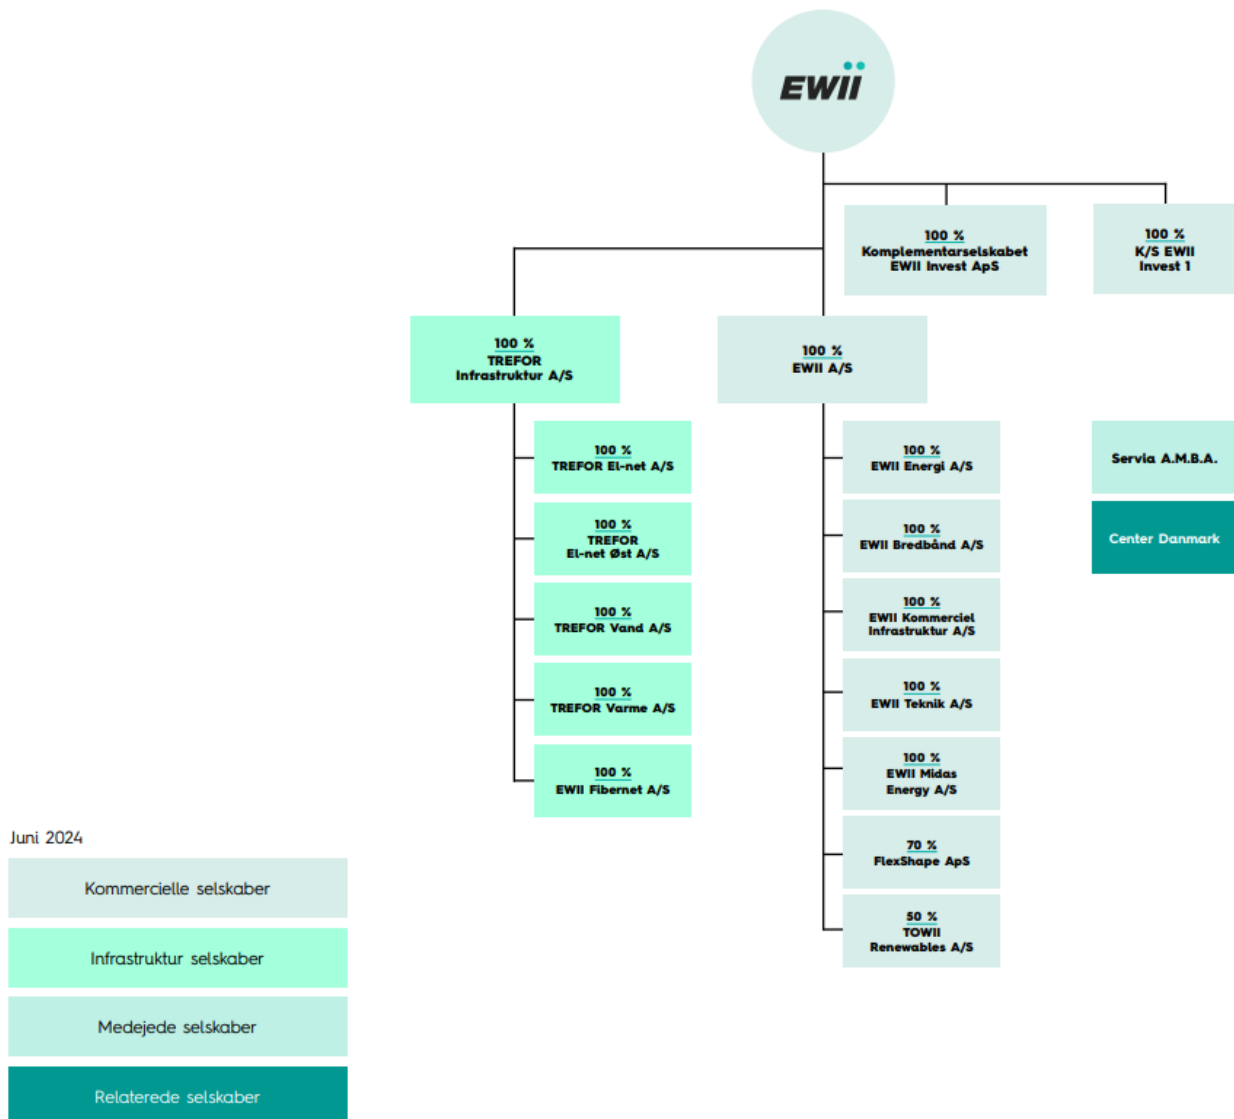 EWII
100 %
Komplementarselskabet
EWII Invest ApS
100 %
K/S EWII
Invest 1
100 %
TREFOR
Infrastruktur A/S
100 %
EWII A/S
100 %
TREFOR El-net A/S
100 %
TREFOR
El-net Øst A/S
100 %
TREFOR Vand A/S
100 %
TREFOR Varme A/S
100 %
EWII Fibernet A/S
100 %
EWII Energi A/S
100 %
EWII Bredbånd A/S
100 %
EWII Kommerciel
Infrastruktur A/S
100 %
EWII Teknik A/S
100 %
EWII Midas
Energy A/S
70 %
FlexShape ApS
50 %
TOWII
Renewables A/S
Servia A.M.B.A.
Center Danmark
Juni 2024
Kommercielle selskaber
Infrastruktur selskaber
Medejede selskaber
Relaterede selskaber